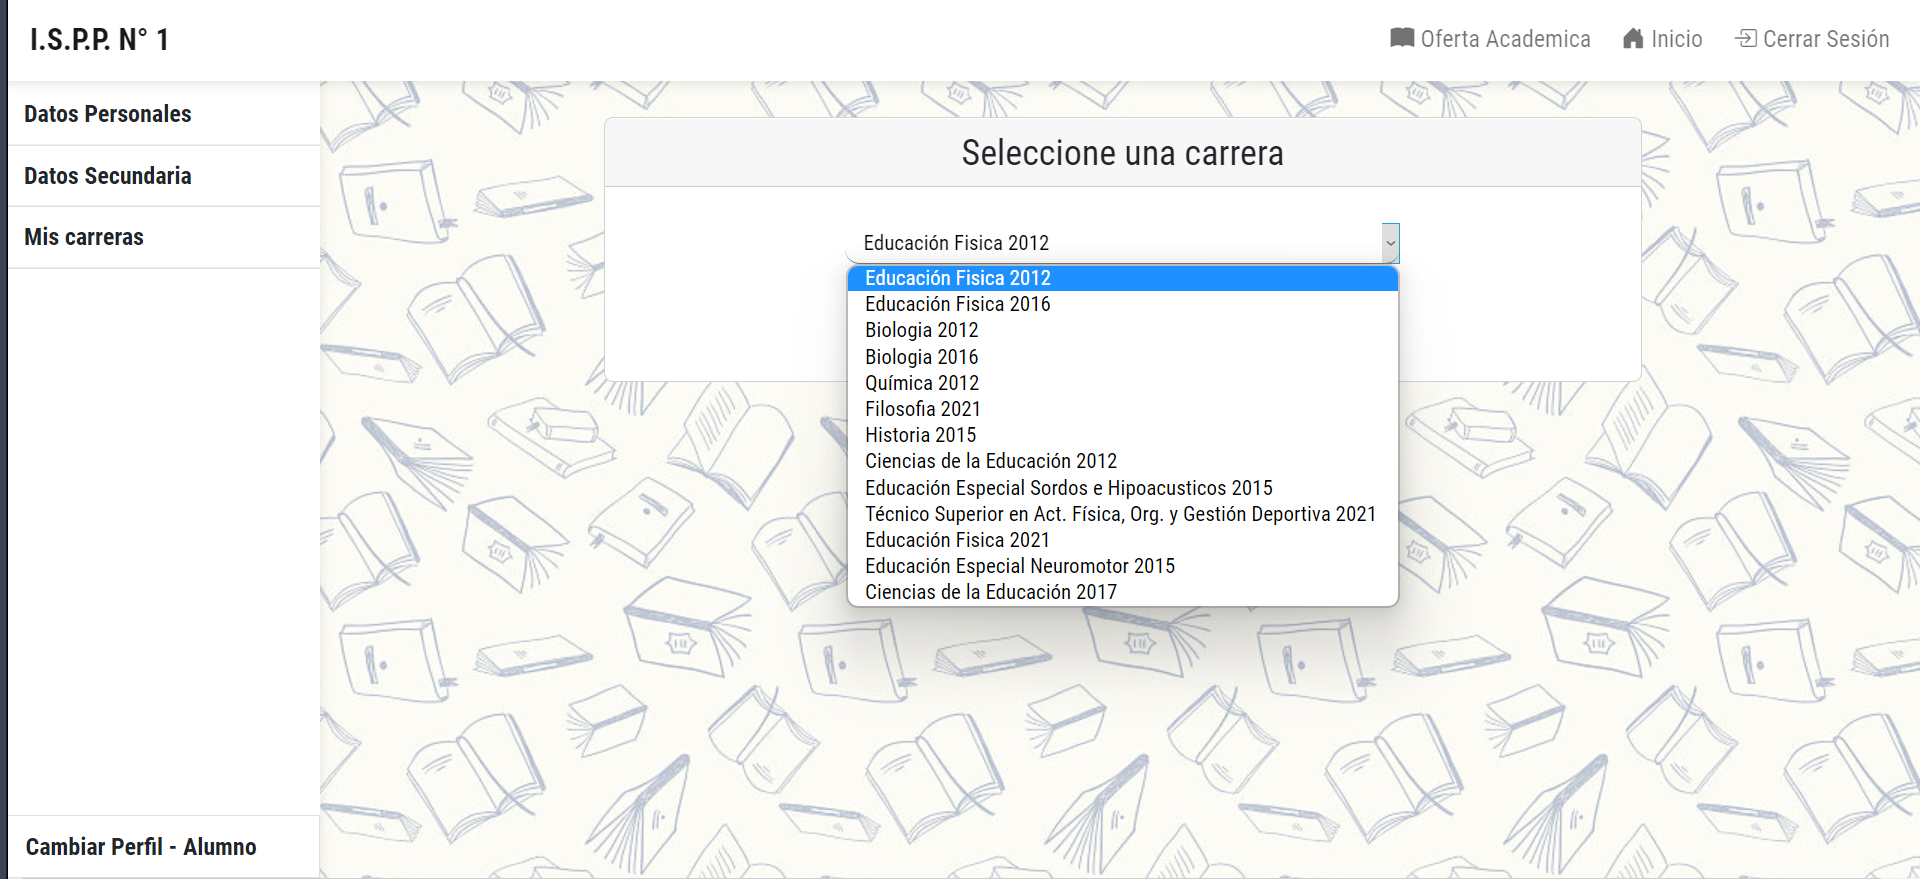 I.S.P.P. N° 1
Oferta Academica
Inicio
Cerrar Sesión
Datos Personales
Datos Secundaria
Mis carreras
Cambiar Perfil - Alumno
Seleccione una carrera
Educación Fisica 2012
Educación Fisica 2012
Educación Fisica 2016
Biologia 2012
Biologia 2016
Química 2012
Filosofia 2021
Historia 2015
Ciencias de la Educación 2012
Educación Especial Sordos e Hipoacusticos 2015
Técnico Superior en Act. Física, Org. y Gestión Deportiva 2021
Educación Fisica 2021
Educación Especial Neuromotor 2015
Ciencias de la Educación 2017